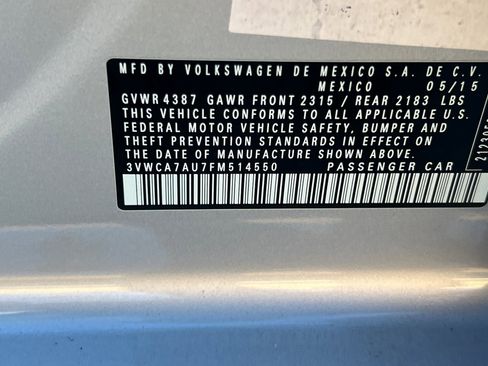 MFD BY VOLKSWAGEN DE MEXICO S.A. DE C.V.
MEXICO 05/15
GVWR 4387 GAWR FRONT 2315 / REAR 2183 LBS
THIS VEHICLE CONFORMS TO ALL APPLICABLE U.S.
FEDERAL MOTOR VEHICLE SAFETY, BUMPER AND
THEFT PREVENTION STANDARDS IN EFFECT ON
THE DATE OF MANUFACTURE SHOWN ABOVE.
3VWCA7AU7FM514550 PASSENGER CAR